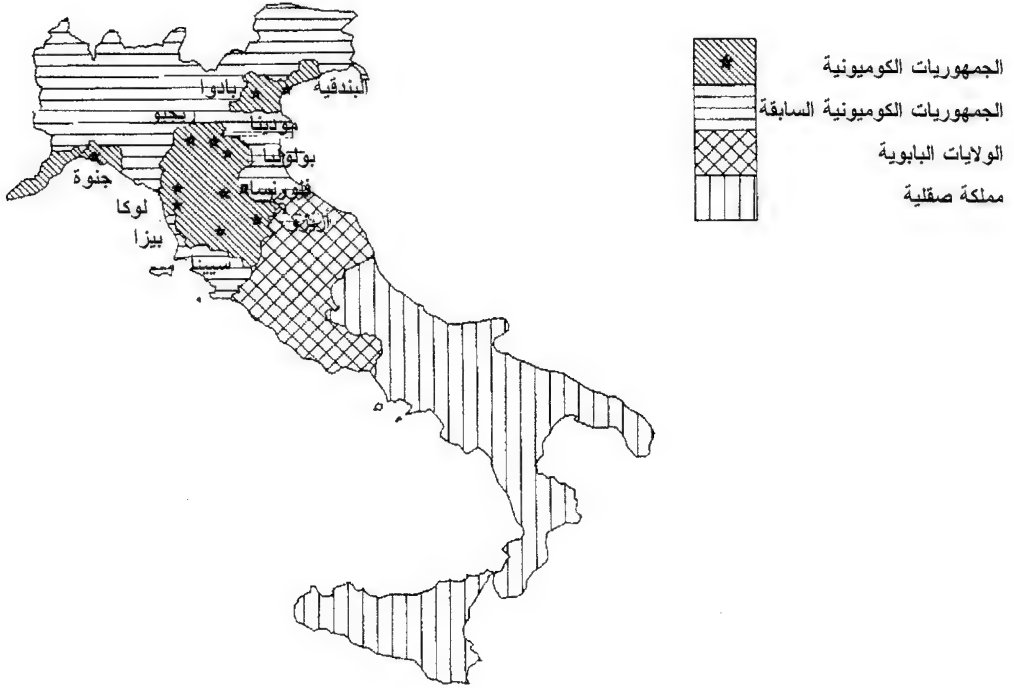 الجمهوريات الكوميونية
الجمهوريات الكوميونية السابقة
الولايات البابوية
مملكة صقلية
البندقية
بادوا
ريجيو
مودينا
بولونيا
جنوة
فلورنسا
لوكا
بيزا
سيينا